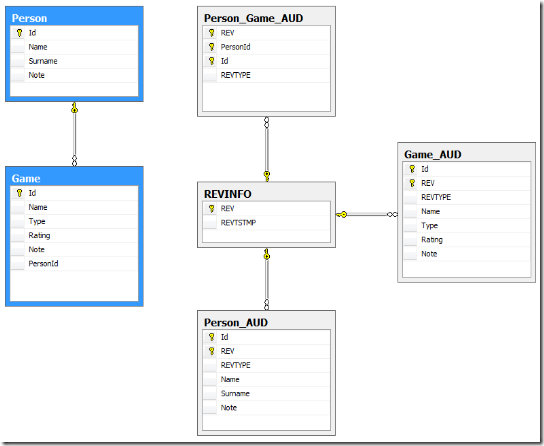 Person
Id
Name
Surname
Note
Game
Id
Name
Type
Rating
Note
PersonId
Person_Game_AUD
REV
PersonId
Id
REVTYPE
REVINFO
REV
REVTSTMP
Person_AUD
Id
REV
REVTYPE
Name
Surname
Note
Game_AUD
Id
REV
REVTYPE
Name
Type
Rating
Note